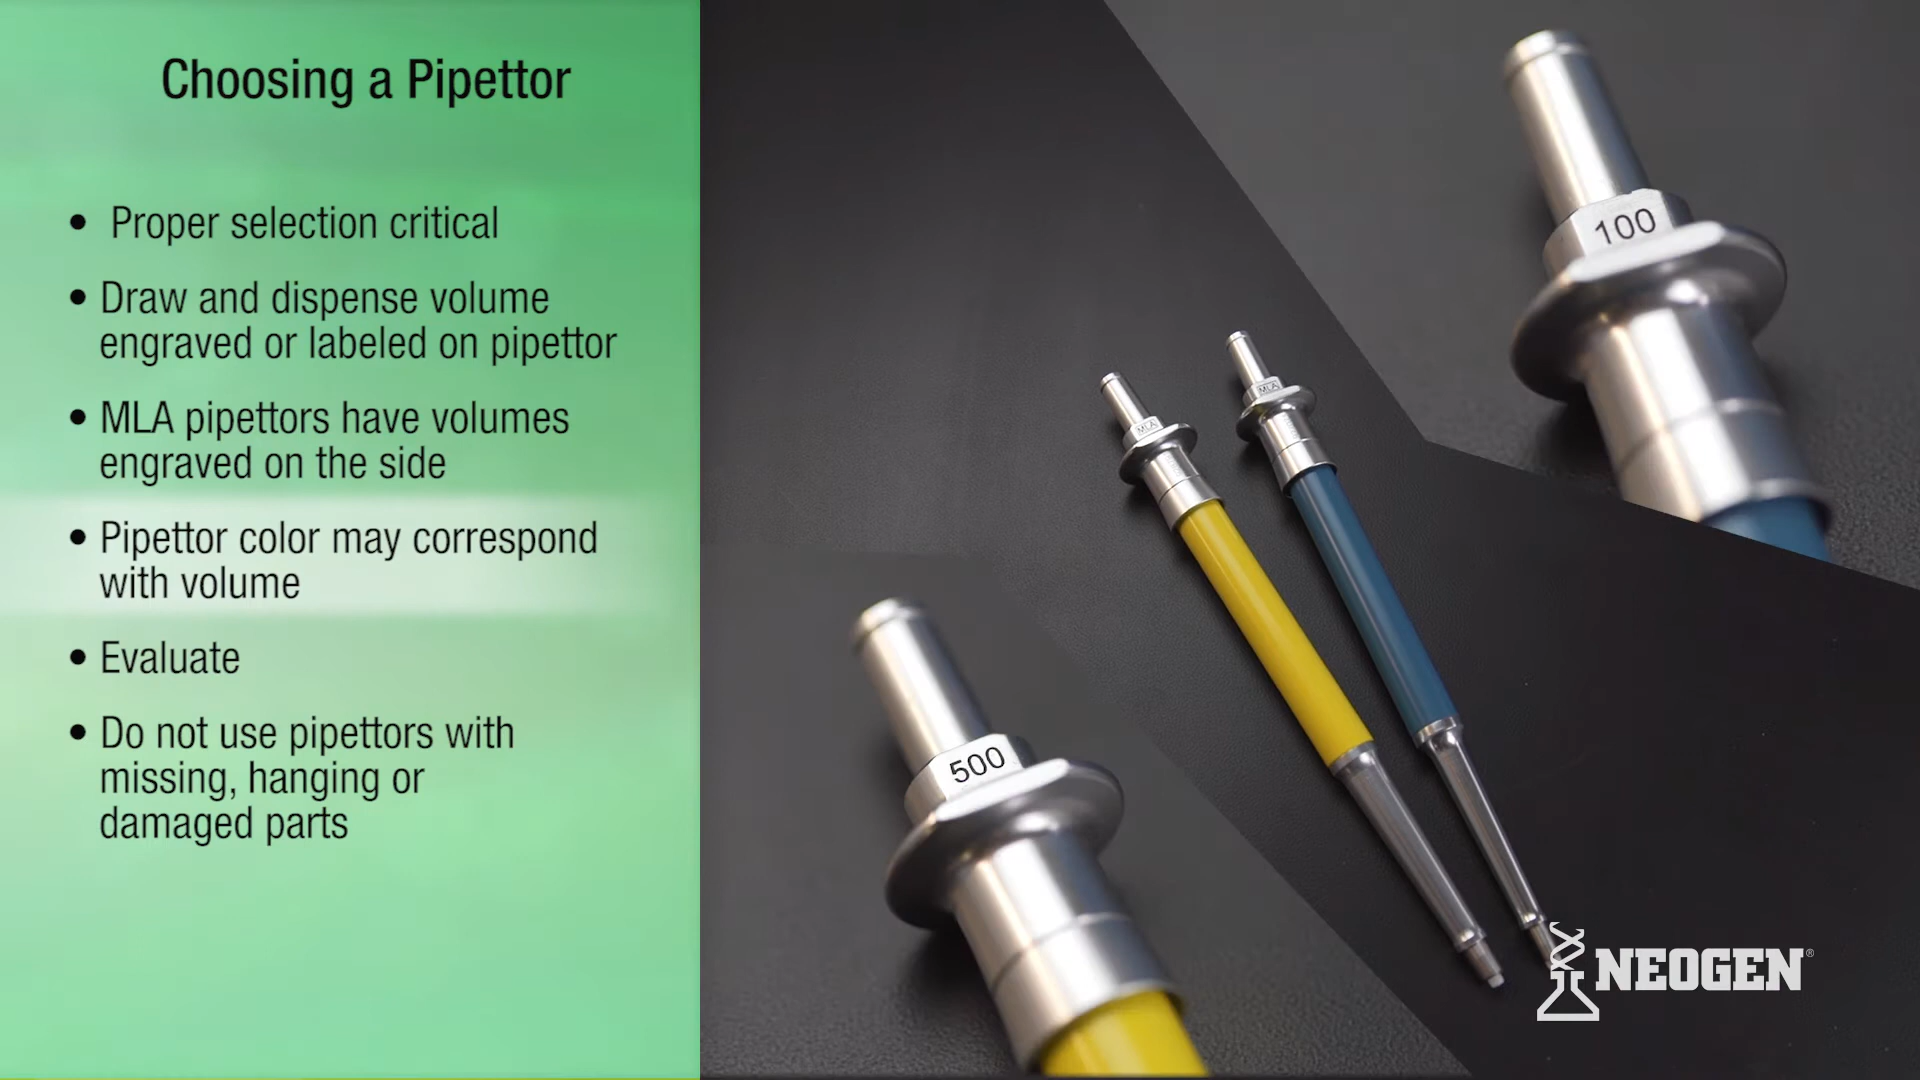 Choosing a Pipettor
• Proper selection critical
• Draw and dispense volume
engraved or labeled on pipettor
• MLA pipettors have volumes
engraved on the side
• Pipettor color may correspond
with volume
• Evaluate
• Do not use pipettors with
missing, hanging or
damaged parts
100
MLA
MLA
500
NEOGEN®